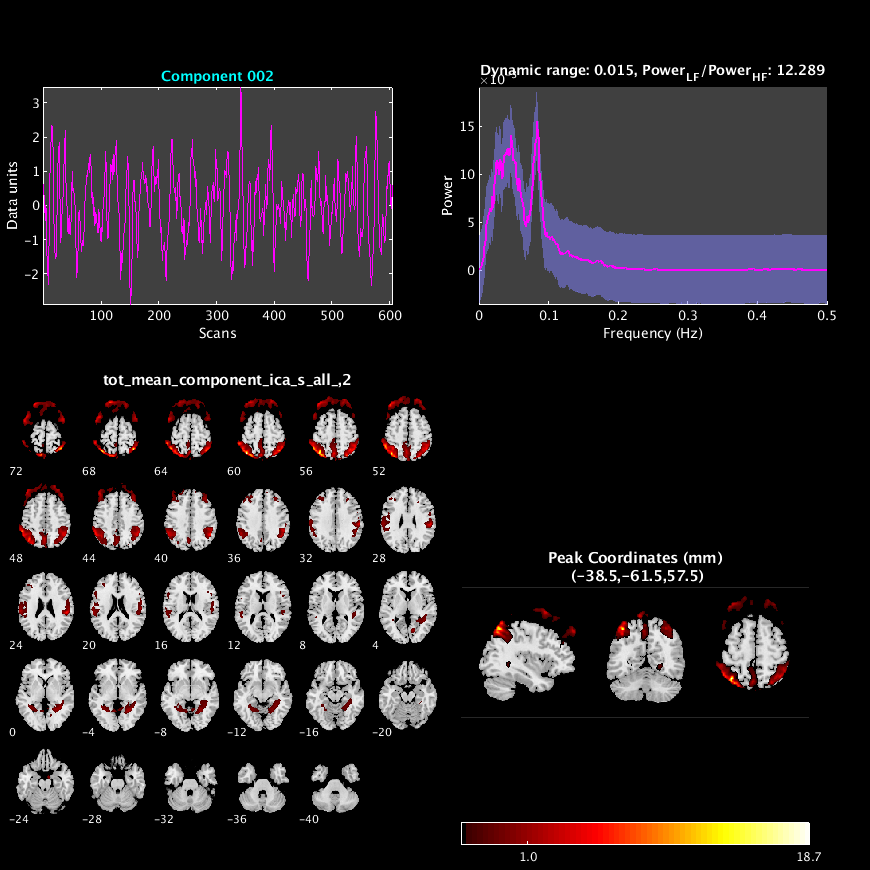 Component 002
3
2
1
0
−1
−2
Data units
100 200 300 400 500 600
Scans
Dynamic range: 0.015, PowerLF/PowerHF: 12.289
15
10
5
0
Power
0 0.1 0.2 0.3 0.4 0.5
Frequency (Hz)
tot_mean_component_ica_s_all_,2
72 68 64 60 56 52
48 44 40 36 32 28
24 20 16 12 8 4
0 −4 −8 −12 −16 −20
−24 −28 −32 −36 −40
Peak Coordinates (mm)
(−38.5,−61.5,57.5)
1.0 18.7